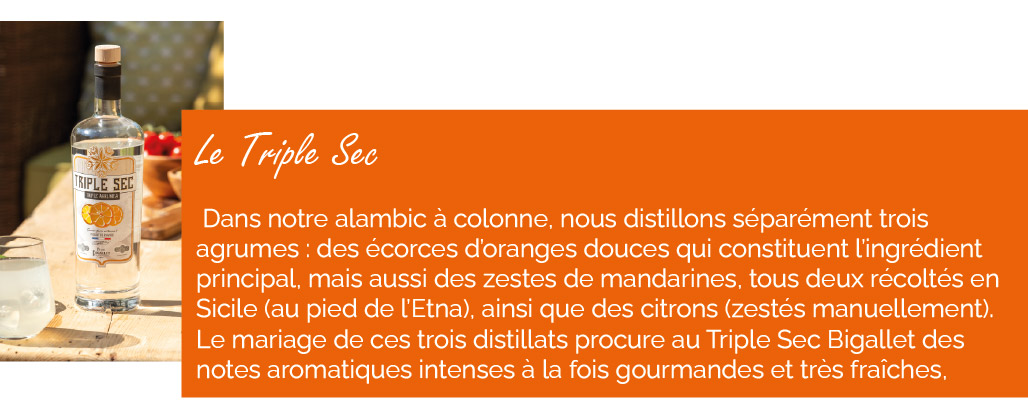 Le Triple Sec
Dans notre alambic à colonne, nous distillons séparément trois
agrumes : des écorces d'oranges douces qui constituent l'ingrédient
principal, mais aussi des zestes de mandarines, tous deux récoltés en
Sicile (au pied de l'Etna), ainsi que des citrons (zestés manuellement).
Le mariage de ces trois distillats procure au Triple Sec Bigallet des
notes aromatiques intenses à la fois gourmandes et très fraîches,
TRIPLE SEC